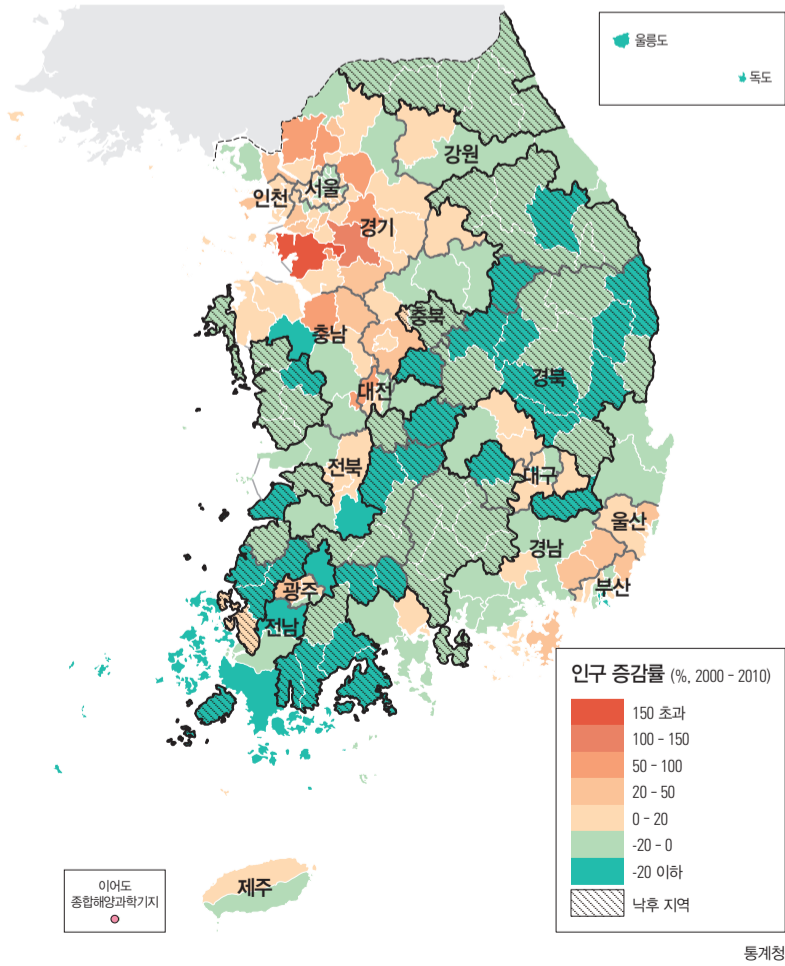 울릉도
독도
강원
서울
인천
경기
충북
충남
경북
대전
전북
대구
울산
경남
부산
광주
전남
제주
이어도
종합해양과학기지
인구 증감률 (%, 2000 - 2010)
150 초과
100 - 150
50 - 100
20 - 50
0 - 20
-20 - 0
-20 이하
낙후 지역
통계청